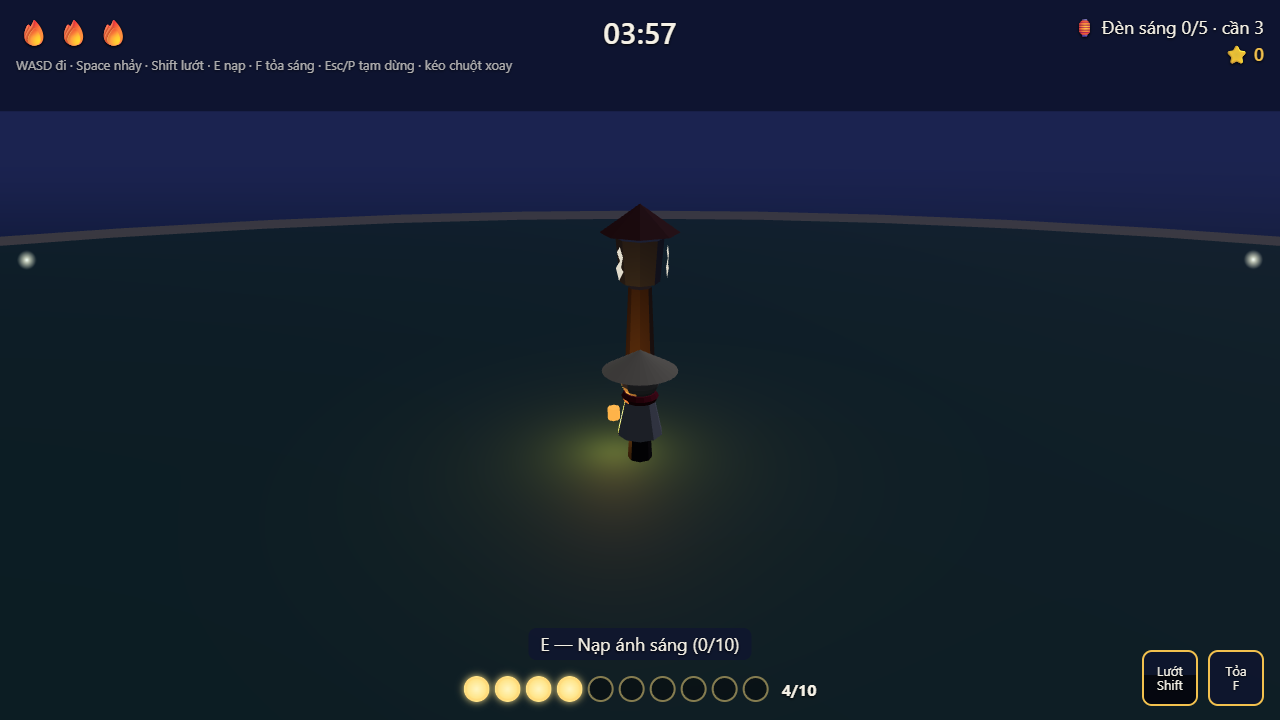 03:57
Đèn sáng 0/5 · cần 3
0
WASD đi · Space nhảy · Shift lướt · E nạp · F tỏa sáng · Esc/P tạm dừng · kéo chuột xoay
E — Nạp ánh sáng (0/10)
4/10
Lướt
Shift
Tỏa
F